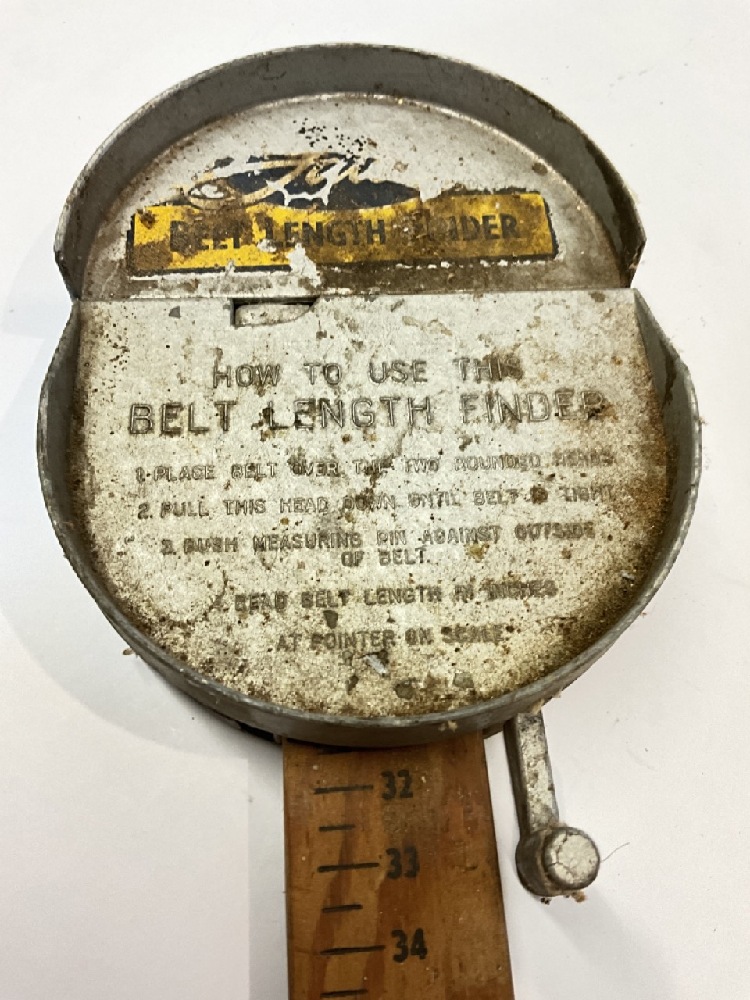 BELT LENGTH FINDER
HOW TO USE THIS
BELT LENGTH FINDER
1. PLACE BELT OVER THE TWO ROUNDED HEADS
2. PULL THIS HEAD DOWN UNTIL BELT IS TIGHT
3. PUSH MEASURING PIN AGAINST OUTSIDE
OF BELT
READ BELT LENGTH IN INCHES
AT POINTER ON SCALE
32
33
34